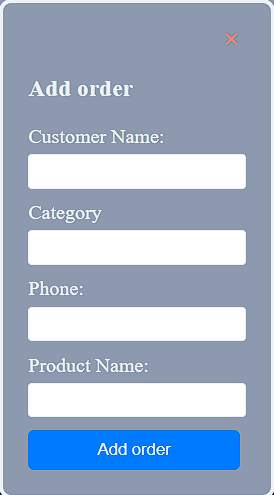 ×
Add order
Customer Name:
Category
Phone:
Product Name:
Add order